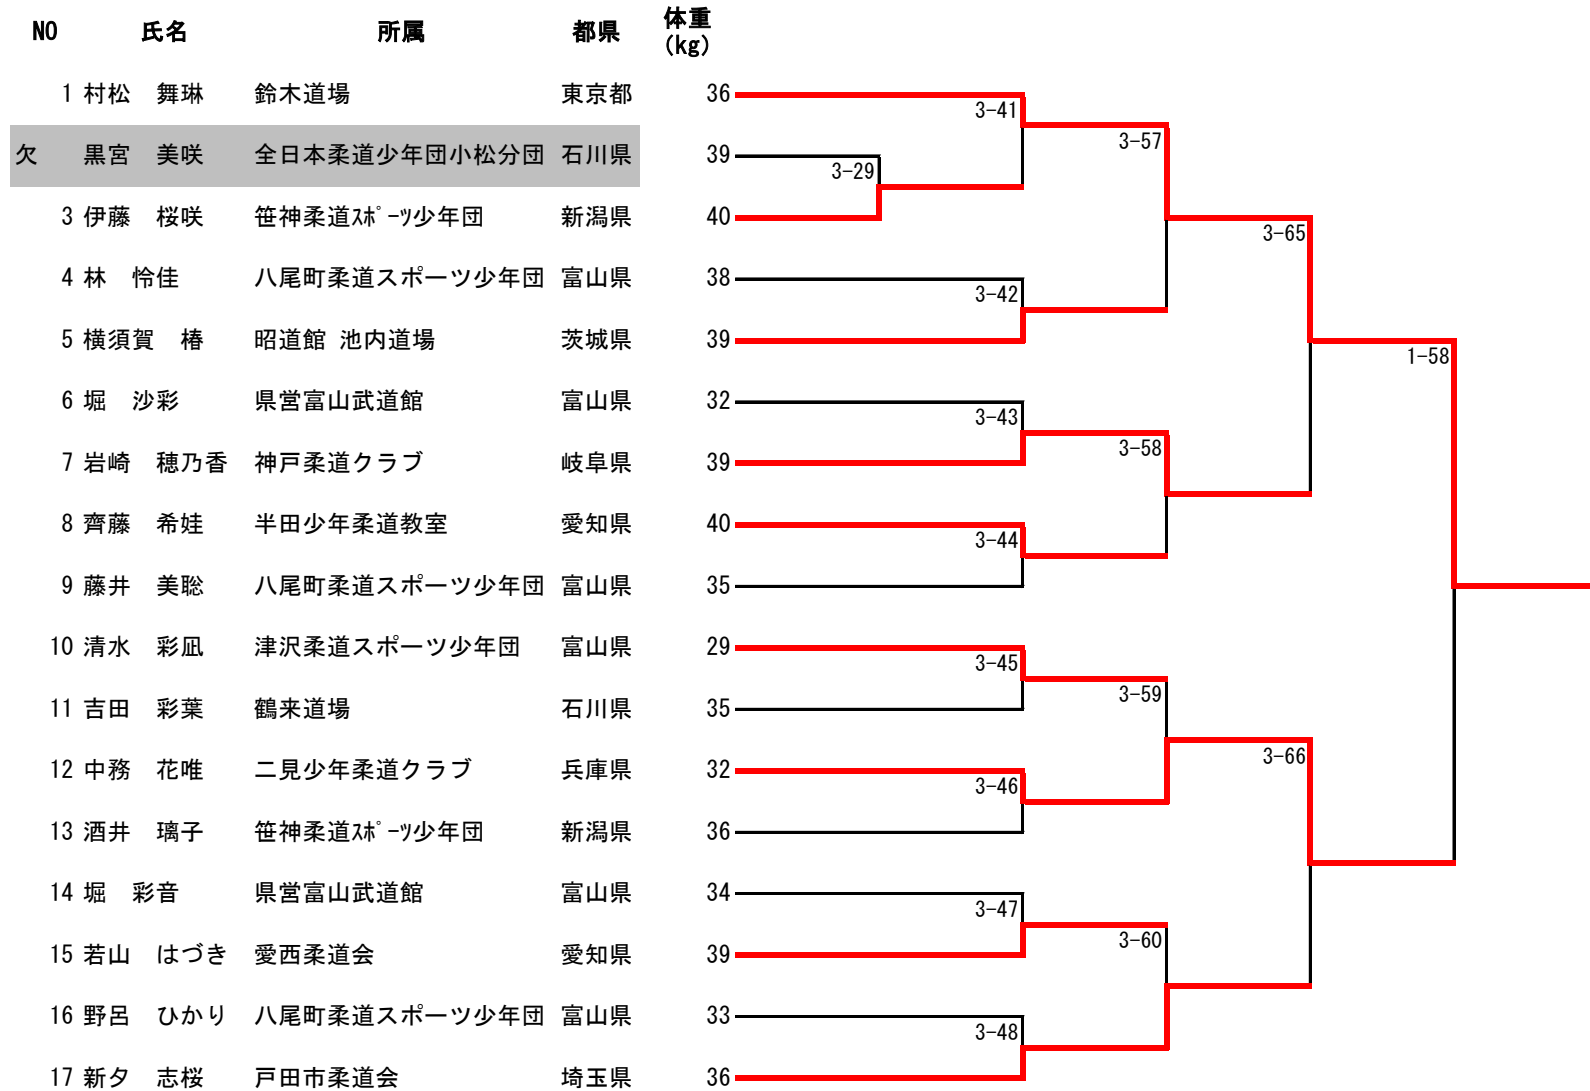 NO 氏名 所属 都県 体重(kg)
1 村松 舞琳 鈴木道場 東京都 36
3-41
欠 黒宮 美咲 全日本柔道少年団小松分団 石川県 39
3-57
3-29
3 伊藤 桜咲 笹神柔道ｽﾎﾟｰﾂ少年団 新潟県 40
3-65
4 林 怜佳 八尾町柔道スポーツ少年団 富山県 38
3-42
5 横須賀 椿 昭道館 池内道場 茨城県 39
1-58
6 堀 沙彩 県営富山武道館 富山県 32
3-43
7 岩崎 穂乃香 神戸柔道クラブ 岐阜県 39
3-58
8 齊藤 希娃 半田少年柔道教室 愛知県 40
3-44
9 藤井 美聡 八尾町柔道スポーツ少年団 富山県 35
10 清水 彩凪 津沢柔道スポーツ少年団 富山県 29
3-45
11 吉田 彩葉 鶴来道場 石川県 35
3-59
12 中務 花唯 二見少年柔道クラブ 兵庫県 32
3-66
3-46
13 酒井 璃子 笹神柔道ｽﾎﾟｰﾂ少年団 新潟県 36
14 堀 彩音 県営富山武道館 富山県 34
3-47
15 若山 はづき 愛西柔道会 愛知県 39
3-60
16 野呂 ひかり 八尾町柔道スポーツ少年団 富山県 33
3-48
17 新夕 志桜 戸田市柔道会 埼玉県 36